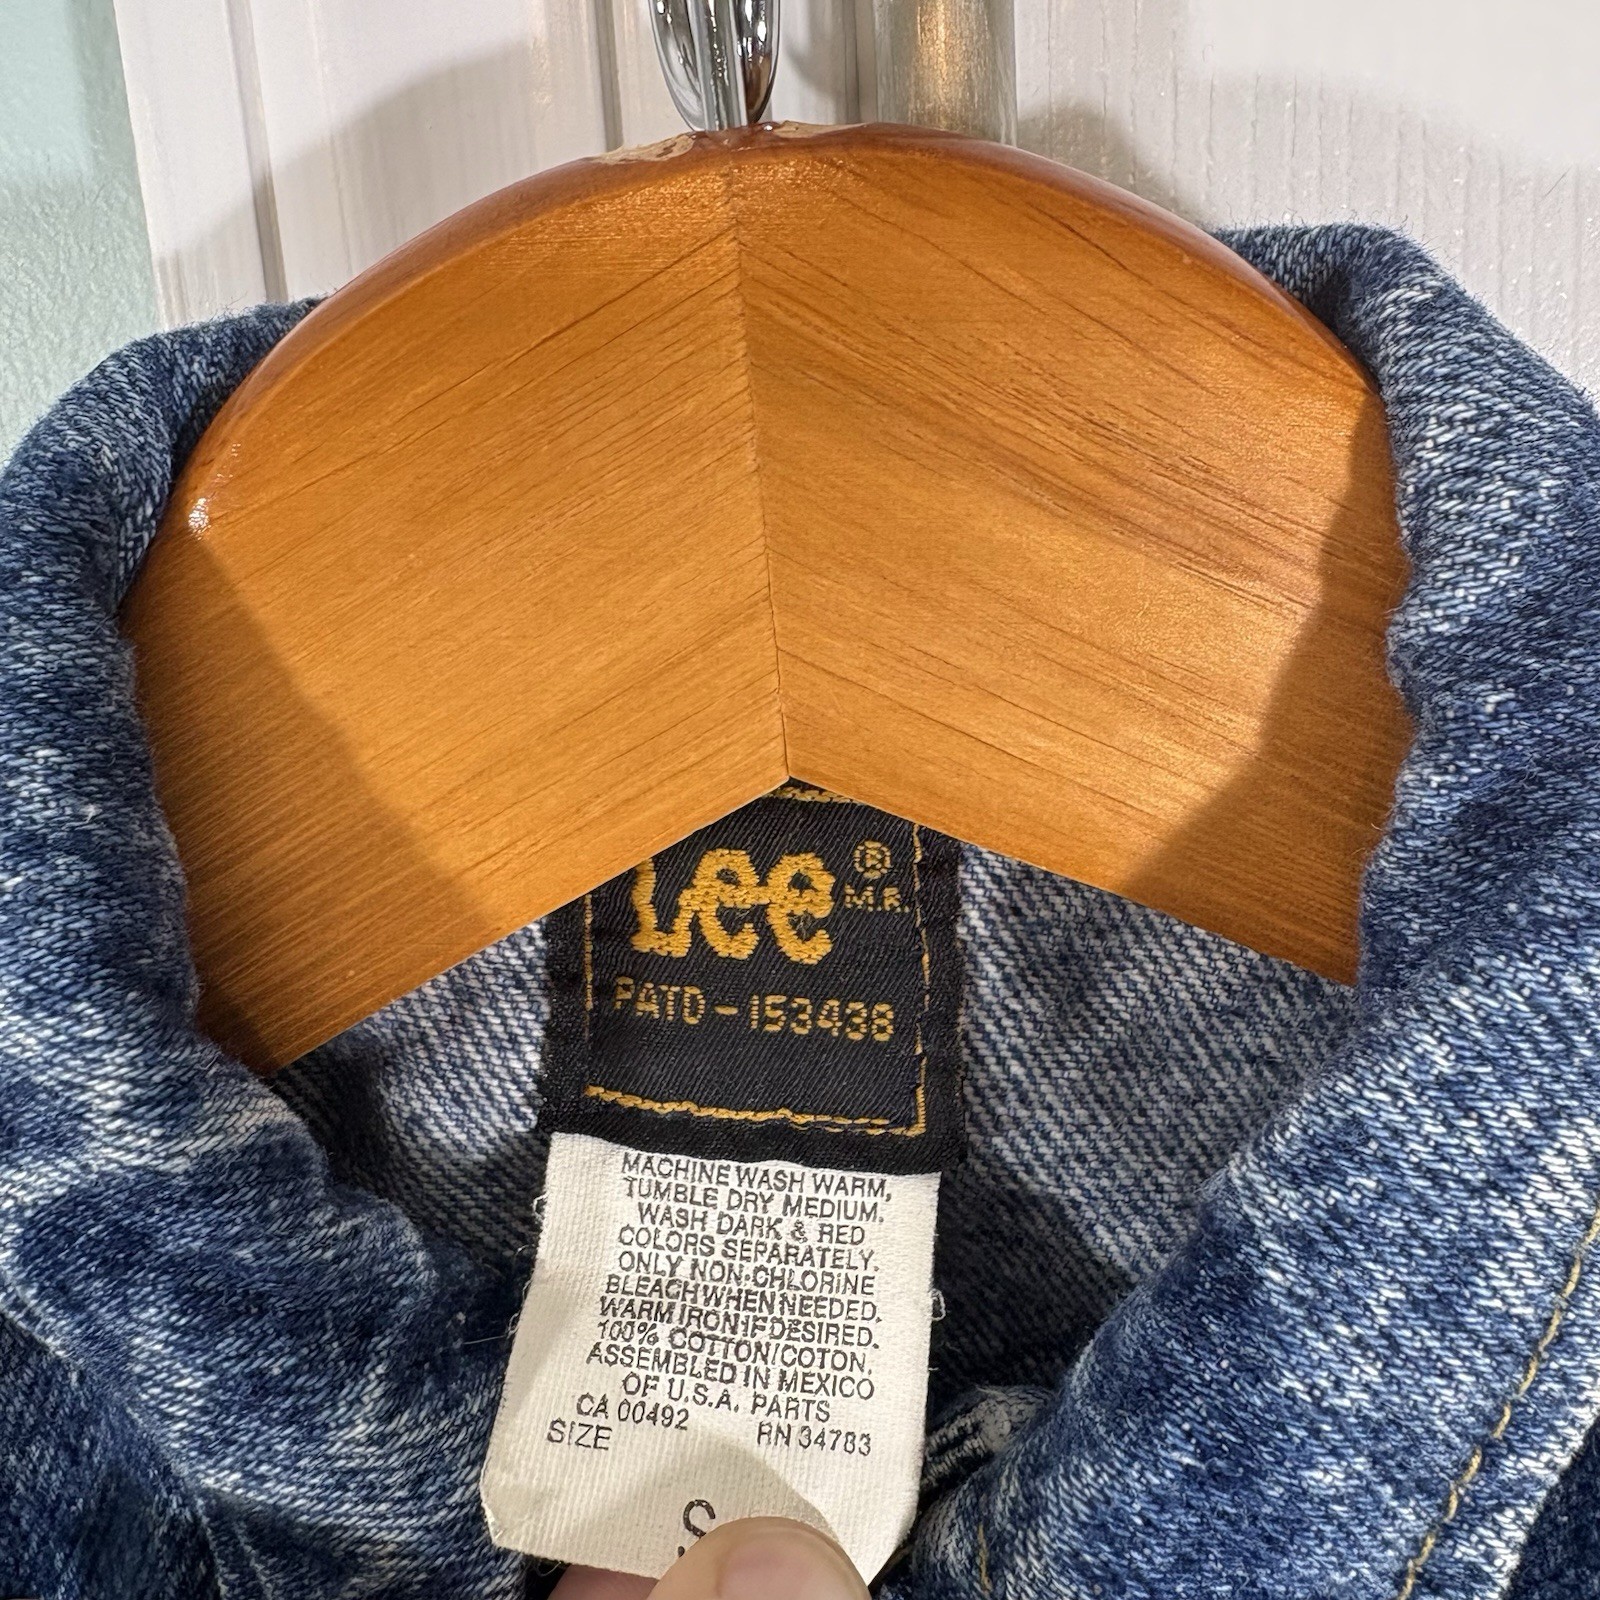 Lee ®
M.R.
PATD-153438
MACHINE WASH WARM,
TUMBLE DRY MEDIUM.
WASH DARK & RED
COLORS SEPARATELY.
ONLY NON-CHLORINE
BLEACH WHEN NEEDED.
WARM IRON IF DESIRED.
100% COTTON/COTON.
ASSEMBLED IN MEXICO
OF U.S.A. PARTS
CA 00492 RN 34783
SIZE
S